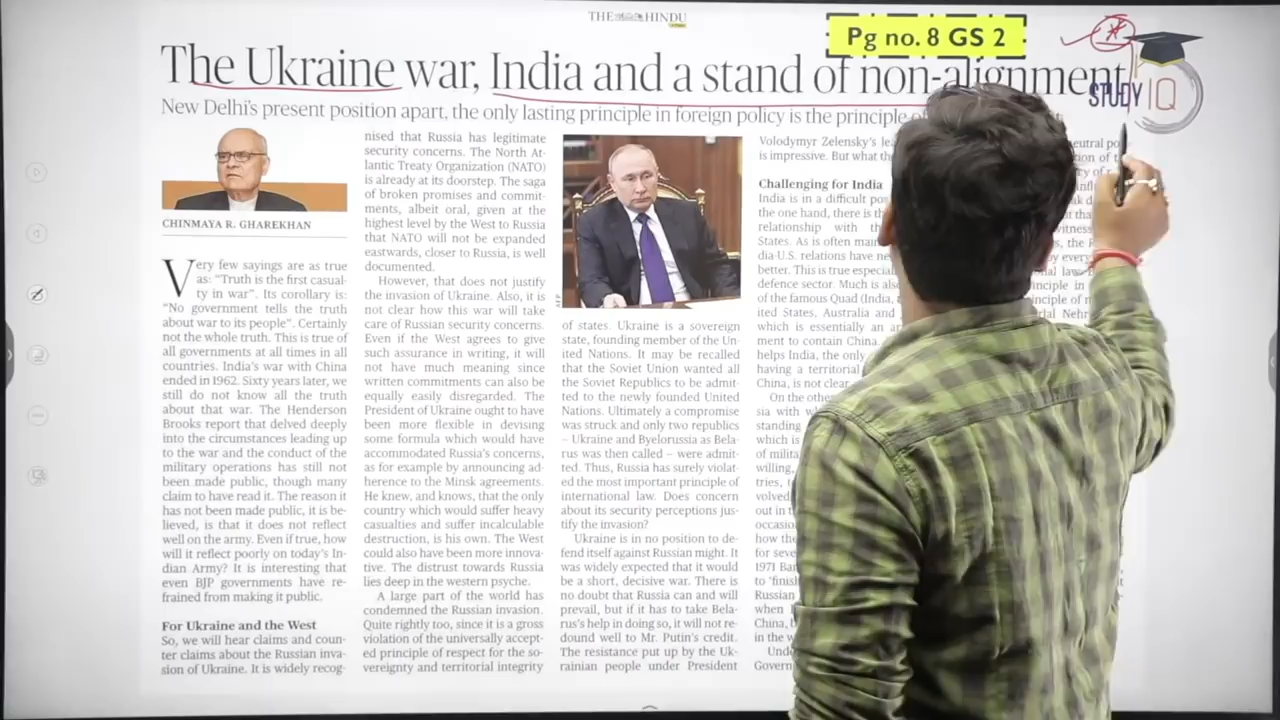 THE HINDU
Pg no. 8 GS 2
STUDY IQ
The Ukraine war, India and a stand of non-alignment
New Delhi's present position apart, the only lasting principle in foreign policy is the principle
CHINMAYA R. GHAREKHAN
Very few sayings are as true
as: "Truth is the first casual-
ty in war". Its corollary is:
"No government tells the truth
about war to its people". Certainly
not the whole truth. This is true of
all governments at all times in all
countries. India's war with China
ended in 1962. Sixty years later, we
still do not know all the truth
about that war. The Henderson
Brooks report that delved deeply
into the circumstances leading up
to the war and the conduct of the
military operations has still not
been made public, though many
claim to have read it. The reason it
has not been made public, it is be-
lieved, is that it does not reflect
well on the army. Even if true, how
will it reflect poorly on today's In-
dian Army? It is interesting that
even BJP governments have re-
frained from making it public.
For Ukraine and the West
So, we will hear claims and coun-
ter claims about the Russian inva-
sion of Ukraine. It is widely recog-
nised that Russia has legitimate
security concerns. The North At-
lantic Treaty Organization (NATO)
is already at its doorstep. The saga
of broken promises and commit-
ments, albeit oral, given at the
highest level by the West to Russia
that NATO will not be expanded
eastwards, closer to Russia, is well
documented.
However, that does not justify
the invasion of Ukraine. Also, it is
not clear how this war will take
care of Russian security concerns.
Even if the West agrees to give
such assurance in writing, it will
not have much meaning since
written commitments can also be
equally easily disregarded. The
President of Ukraine ought to have
been more flexible in devising
some formula which would have
accommodated Russia's concerns,
as for example by announcing ad-
herence to the Minsk agreements.
He knew, and knows, that the only
country which would suffer heavy
casualties and suffer incalculable
destruction, is his own. The West
could also have been more innova-
tive. The distrust towards Russia
lies deep in the western psyche.
A large part of the world has
condemned the Russian invasion.
Quite rightly too, since it is a gross
violation of the universally accept-
ed principle of respect for the so-
vereignty and territorial integrity
AFP
of states. Ukraine is a sovereign
state, founding member of the Un-
ited Nations. It may be recalled
that the Soviet Union wanted all
the Soviet Republics to be admit-
ted to the newly founded United
Nations. Ultimately a compromise
was struck and only two republics
– Ukraine and Byelorussia as Bela-
rus was then called – were admit-
ted. Thus, Russia has surely violat-
ed the most important principle of
international law. Does concern
about its security perceptions jus-
tify the invasion?
Ukraine is in no position to de-
fend itself against Russian might. It
was widely expected that it would
be a short, decisive war. There is
no doubt that Russia can and will
prevail, but if it has to take Bela-
rus's help in doing so, it will not re-
dound well to Mr. Putin's credit.
The resistance put up by the Uk-
rainian people under President
Volodymyr Zelensky's
is impressive. But what
Challenging for India
India is in a difficult
the one hand, there is
relationship with
States. As is often
dia-U.S. relations have
better. This is true
defence sector. Much is
of the famous Quad (India,
ited States, Australia and
which is essentially an
ment to contain China.
helps India, the only
having a territorial
China, is not clear.
On the
sia with
standing
which is
of
willing,
tries,
volved
out in
occasio
how the
for
1971
to 'finish
Russian
when
China,
in the
Govern